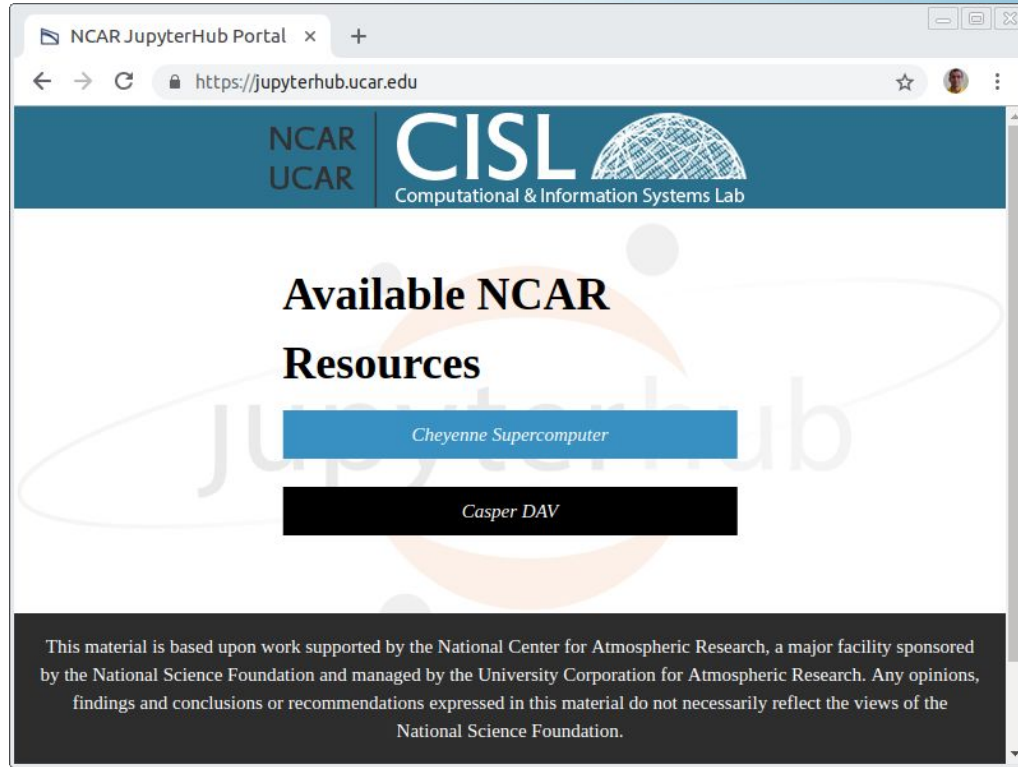 NCAR JupyterHub Portal
https://jupyterhub.ucar.edu
NCAR
UCAR
CISL
Computational & Information Systems Lab
Available NCAR
Resources
jupyterhub
Cheyenne Supercomputer
Casper DAV
This material is based upon work supported by the National Center for Atmospheric Research, a major facility sponsored
by the National Science Foundation and managed by the University Corporation for Atmospheric Research. Any opinions,
findings and conclusions or recommendations expressed in this material do not necessarily reflect the views of the
National Science Foundation.